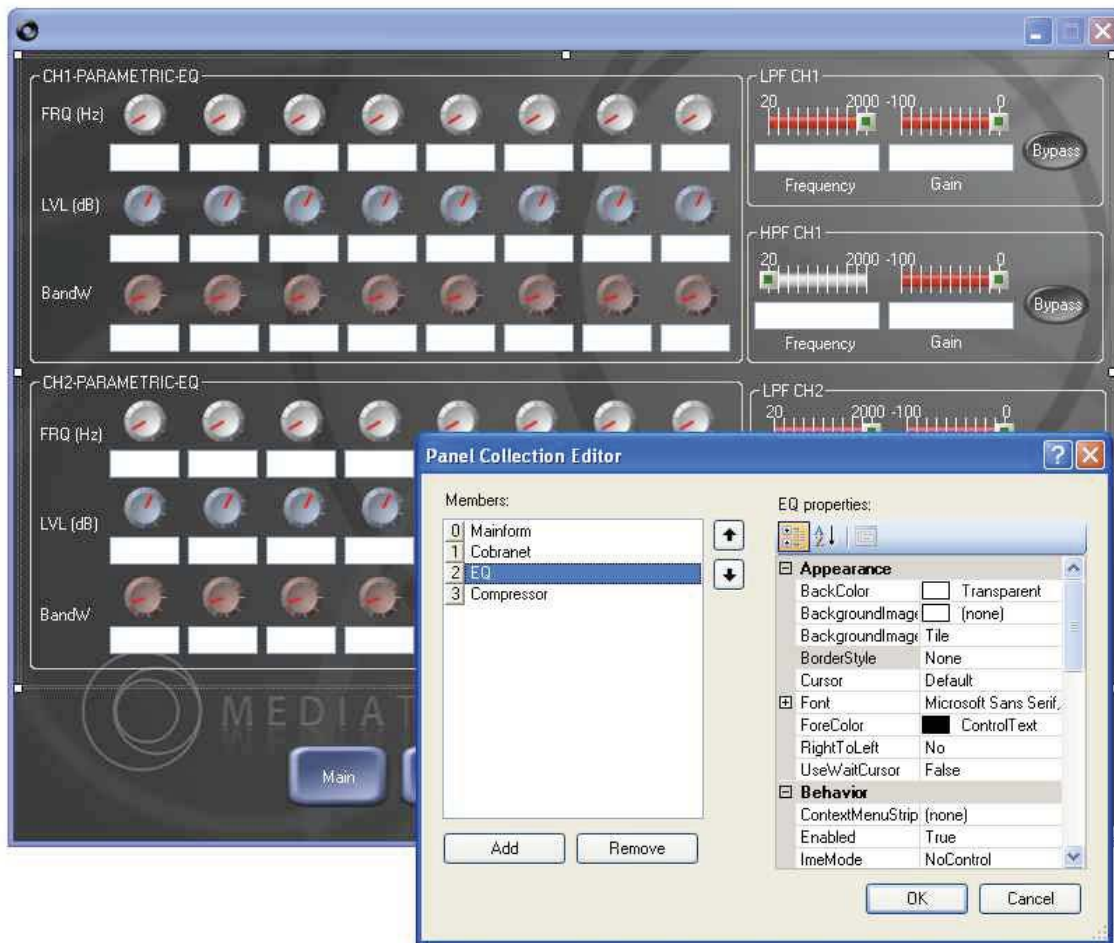 CH1-PARAMETRIC-EQ
FRQ (Hz)
LVL (dB)
BandW
LPF CH1
20 2000 -100 0
Bypass
Frequency Gain
HPF CH1
20 2000 -100 0
Bypass
Frequency Gain
CH2-PARAMETRIC-EQ
FRQ (Hz)
LVL (dB)
BandW
LPF CH2
20 2000 -100 0
Main
Panel Collection Editor
Members:
0 Mainform
1 Cobranet
2 EQ
3 Compressor
Add Remove
EQ properties:
Appearance
BackColor Transparent
BackgroundImage (none)
BackgroundImage Tile
BorderStyle None
Cursor Default
Font Microsoft Sans Serif,
ForeColor ControlText
RightToLeft No
UseWaitCursor False
Behavior
ContextMenuStrip (none)
Enabled True
ImeMode NoControl
OK Cancel